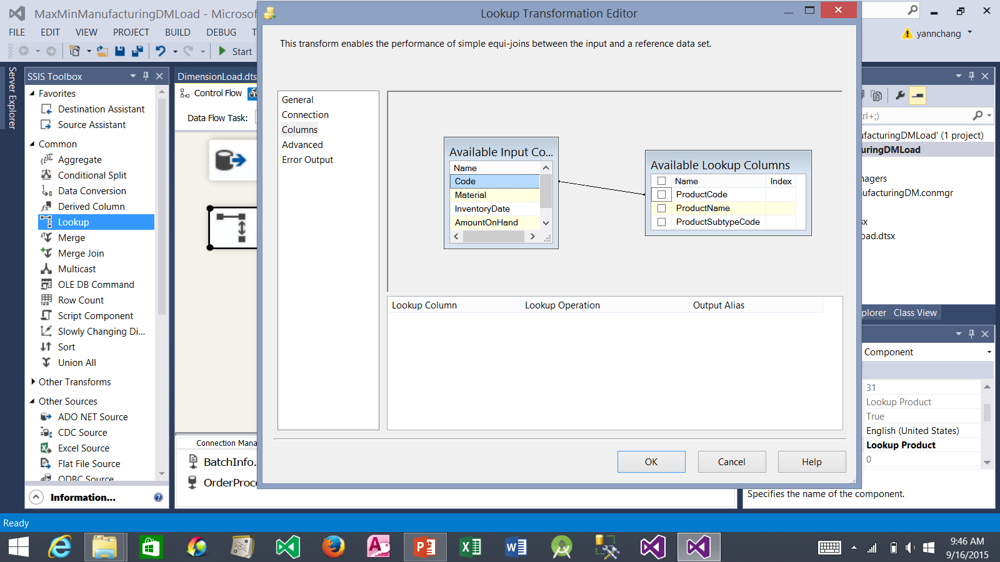 MaxMinManufacturingDMLoad - Microsoft
Lookup Transformation Editor
FILE EDIT VIEW PROJECT BUILD DEBUG T
yannchang
Start
This transform enables the performance of simple equi-joins between the input and a reference data set.
Server Explorer
SSIS Toolbox
Favorites
Destination Assistant
Source Assistant
Common
Aggregate
Conditional Split
Data Conversion
Derived Column
Lookup
Merge
Merge Join
Multicast
OLE DB Command
Row Count
Script Component
Slowly Changing Di...
Sort
Union All
Other Transforms
Other Sources
ADO NET Source
CDC Source
Excel Source
Flat File Source
ODBC Source
Information...
DimensionLoad.dts
Control Flow
Data Flow Task:
Connection Mana
BatchInfo.
OrderProce
General
Connection
Columns
Advanced
Error Output
Available Input Co...
Name
Code
Material
InventoryDate
AmountOnHand
Available Lookup Columns
Name Index
ProductCode
ProductName
ProductSubtypeCode
Lookup Column Lookup Operation Output Alias
OK Cancel Help
trl+;)
ufacturingDMLoad' (1 project)
uringDMLoad
nagers
ufacturingDM.conmgr
sx
oad.dtsx
plorer Class View
Component
31
Lookup Product
True
English (United States)
Lookup Product
0
Specifies the name of the component.
Ready
9:46 AM
9/16/2015